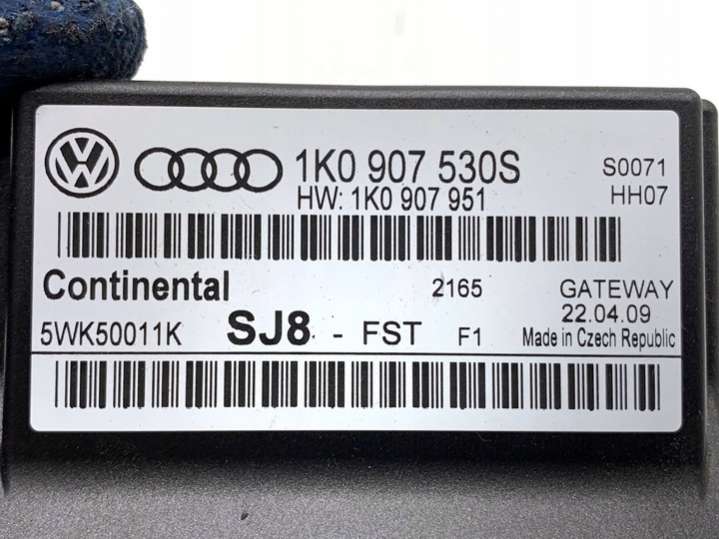 1K0 907 530S S0071
HW: 1K0 907 951 HH07
Continental 2165 GATEWAY
22.04.09
5WK50011K SJ8 - FST F1 Made in Czech Republic